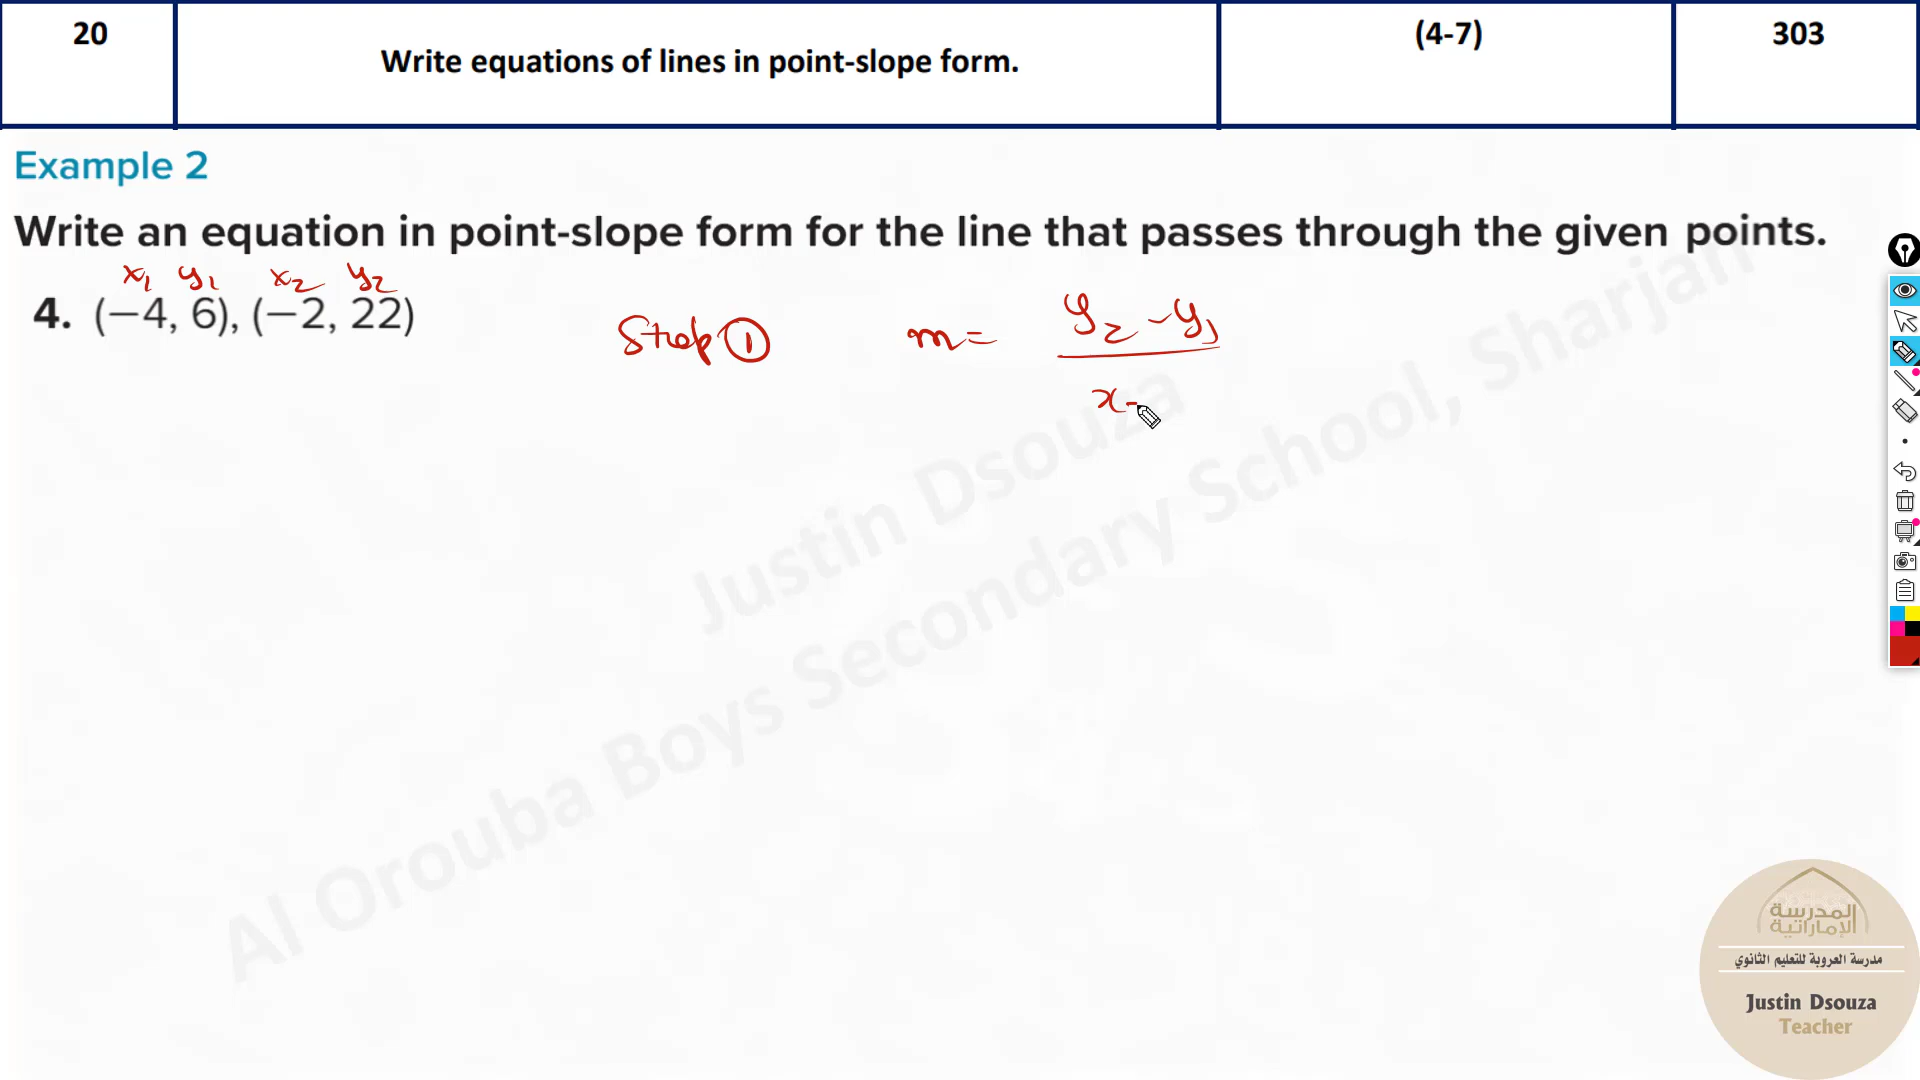 20 Write equations of lines in point-slope form. (4-7) 303
Example 2
Write an equation in point-slope form for the line that passes through the given points.
x₁ y₁ x₂ y₂
4. (−4, 6), (−2, 22)
Step ① m = y₂ - y₁
x -
Justin Dsouza
Al Orouba Boys Secondary School, Sharjah
المدرسة
الإماراتية
مدرسة العروبة للتعليم الثانوي
Justin Dsouza
Teacher